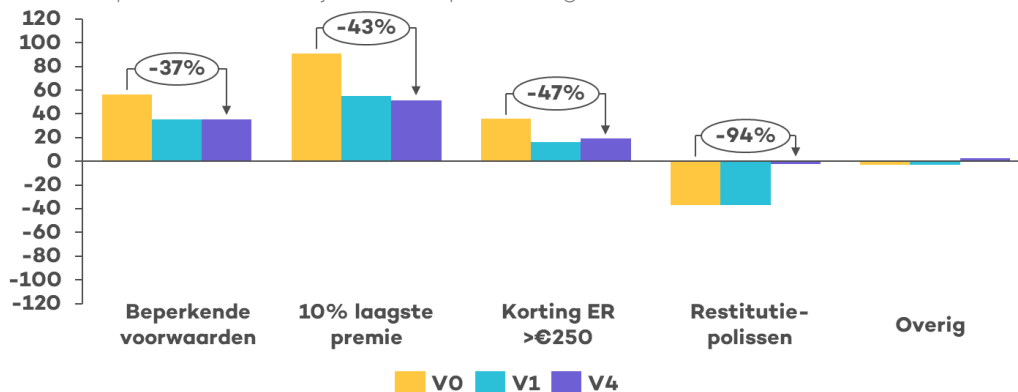 120
100
80
60
40
20
0
-20
-40
-60
-80
-100
-120
-37%
-43%
-47%
-94%
Beperkende
voorwaarden
10% laagste
premie
Korting ER
>€250
Restitutie-
polissen
Overig
V0 V1 V4